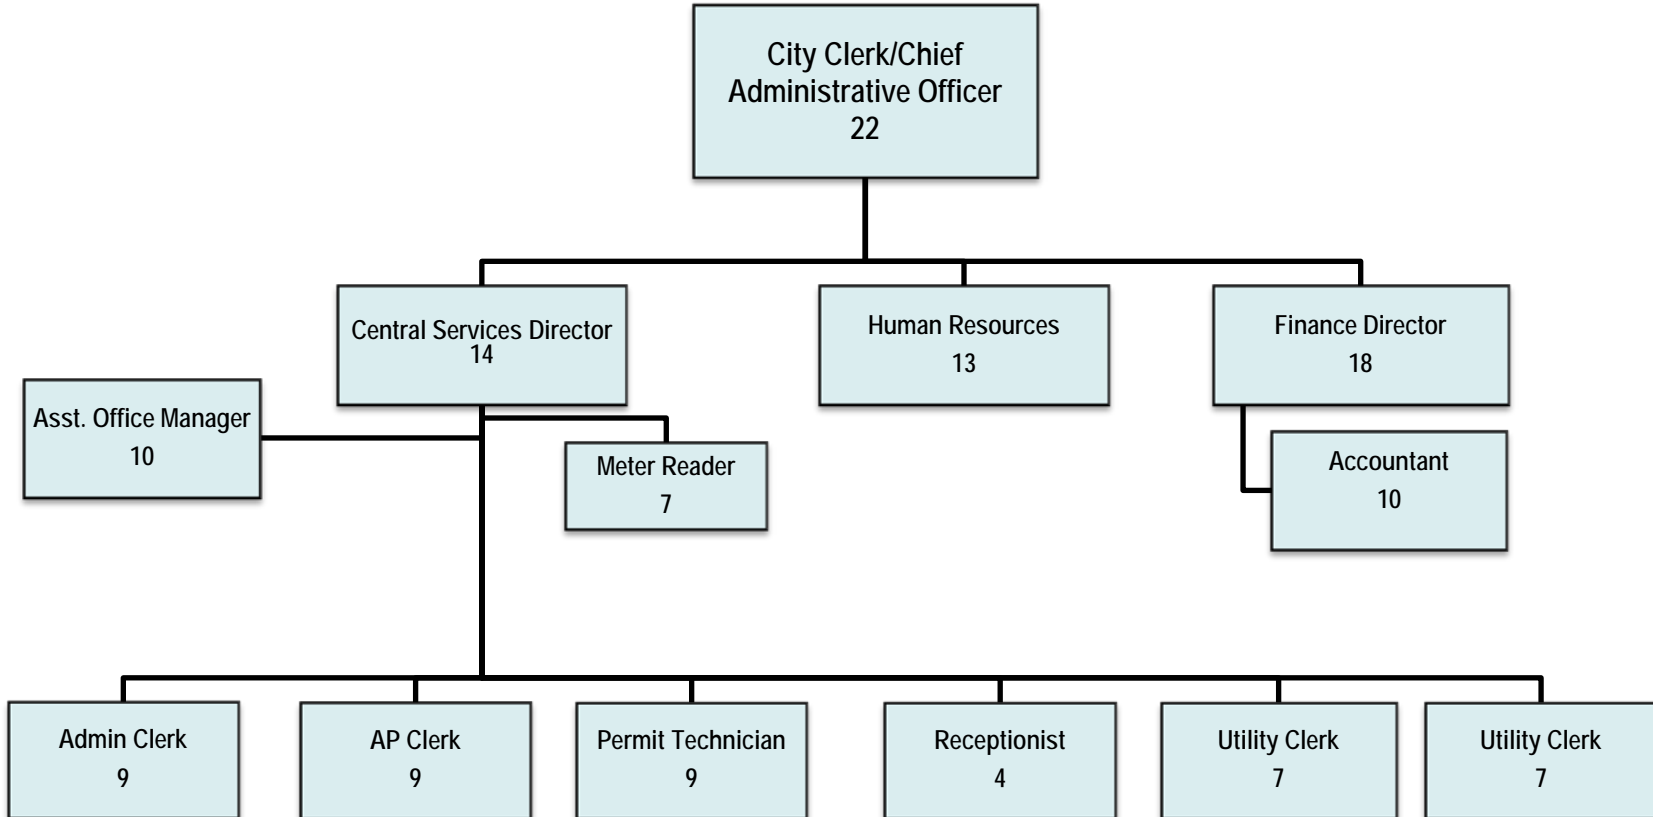 City Clerk/Chief
Administrative Officer
22
Central Services Director
14
Human Resources
13
Finance Director
18
Asst. Office Manager
10
Meter Reader
7
Accountant
10
Admin Clerk
9
AP Clerk
9
Permit Technician
9
Receptionist
4
Utility Clerk
7
Utility Clerk
7